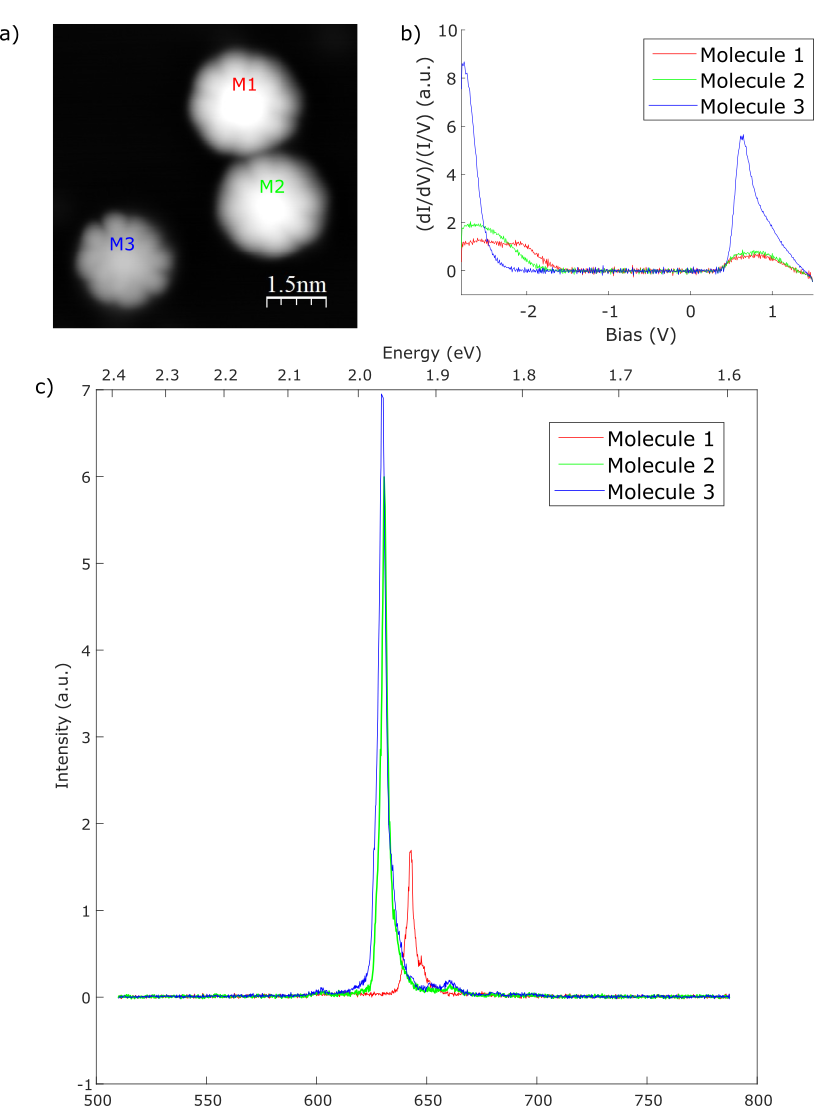 a)
M1
M2
M3
1.5nm
b)
(dI/dV)/(I/V) (a.u.)
10
8
6
4
2
0
-2
-1
0
1
Bias (V)
Molecule 1
Molecule 2
Molecule 3
c)
Energy (eV)
2.4
2.3
2.2
2.1
2.0
1.9
1.8
1.7
1.6
Intensity (a.u.)
7
6
5
4
3
2
1
0
-1
500
550
600
650
700
750
800
Molecule 1
Molecule 2
Molecule 3